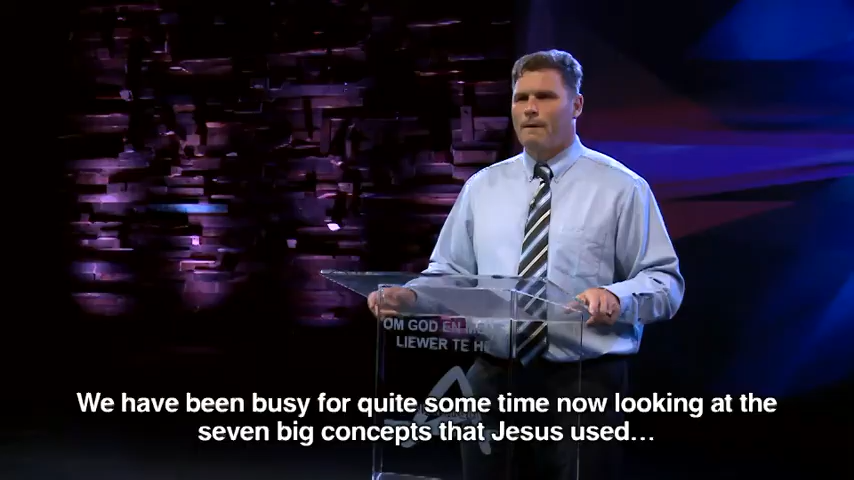 OM GOD EN
LIEWER TE
We have been busy for quite some time now looking at the
seven big concepts that Jesus used…